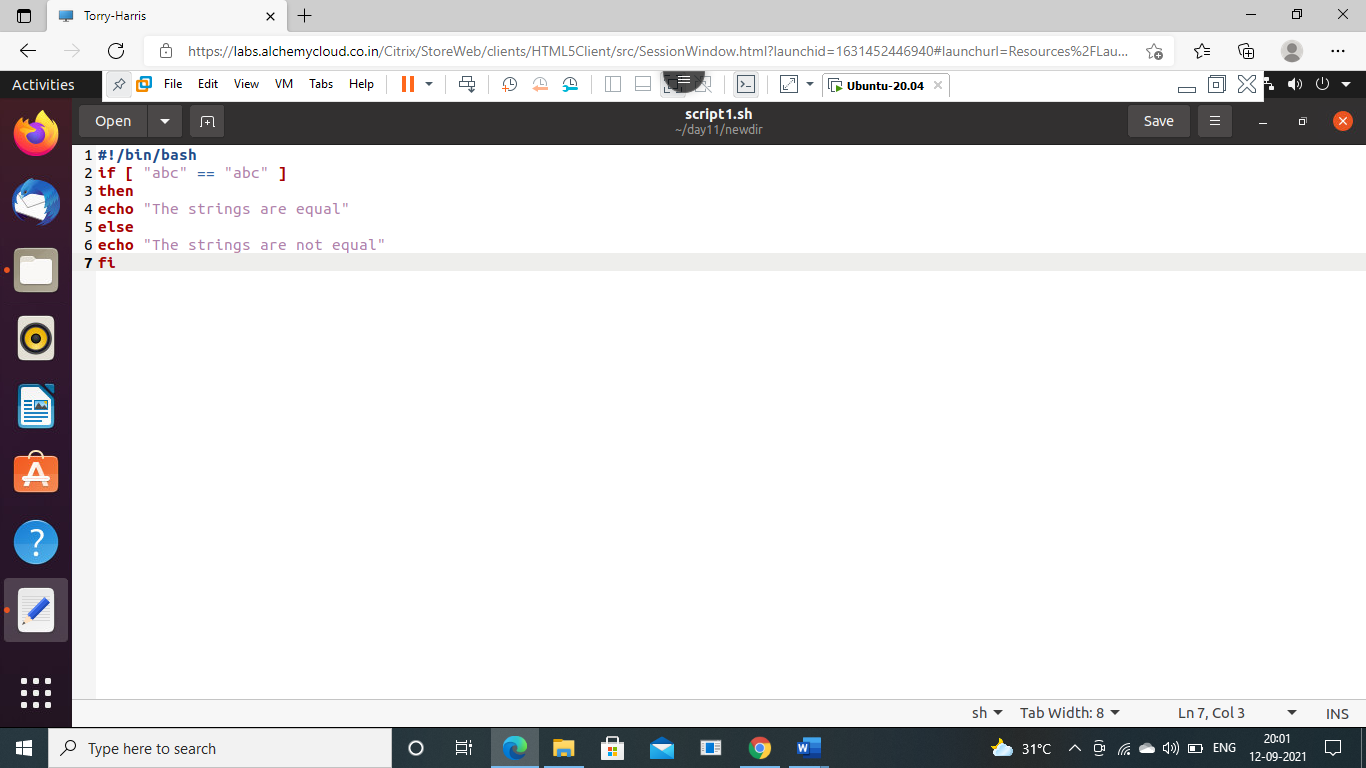 Torry-Harris
https://labs.alchemycloud.co.in/Citrix/StoreWeb/clients/HTML5Client/src/SessionWindow.html?launchid=1631452446940#launchurl=Resources%2FLau...
Activities
File Edit View VM Tabs Help
Ubuntu-20.04
Open
script1.sh
~/day11/newdir
Save
1 #!/bin/bash
2 if [ "abc" == "abc" ]
3 then
4 echo "The strings are equal"
5 else
6 echo "The strings are not equal"
7 fi
sh Tab Width: 8 Ln 7, Col 3 INS
Type here to search
31°C
ENG
20:01
12-09-2021